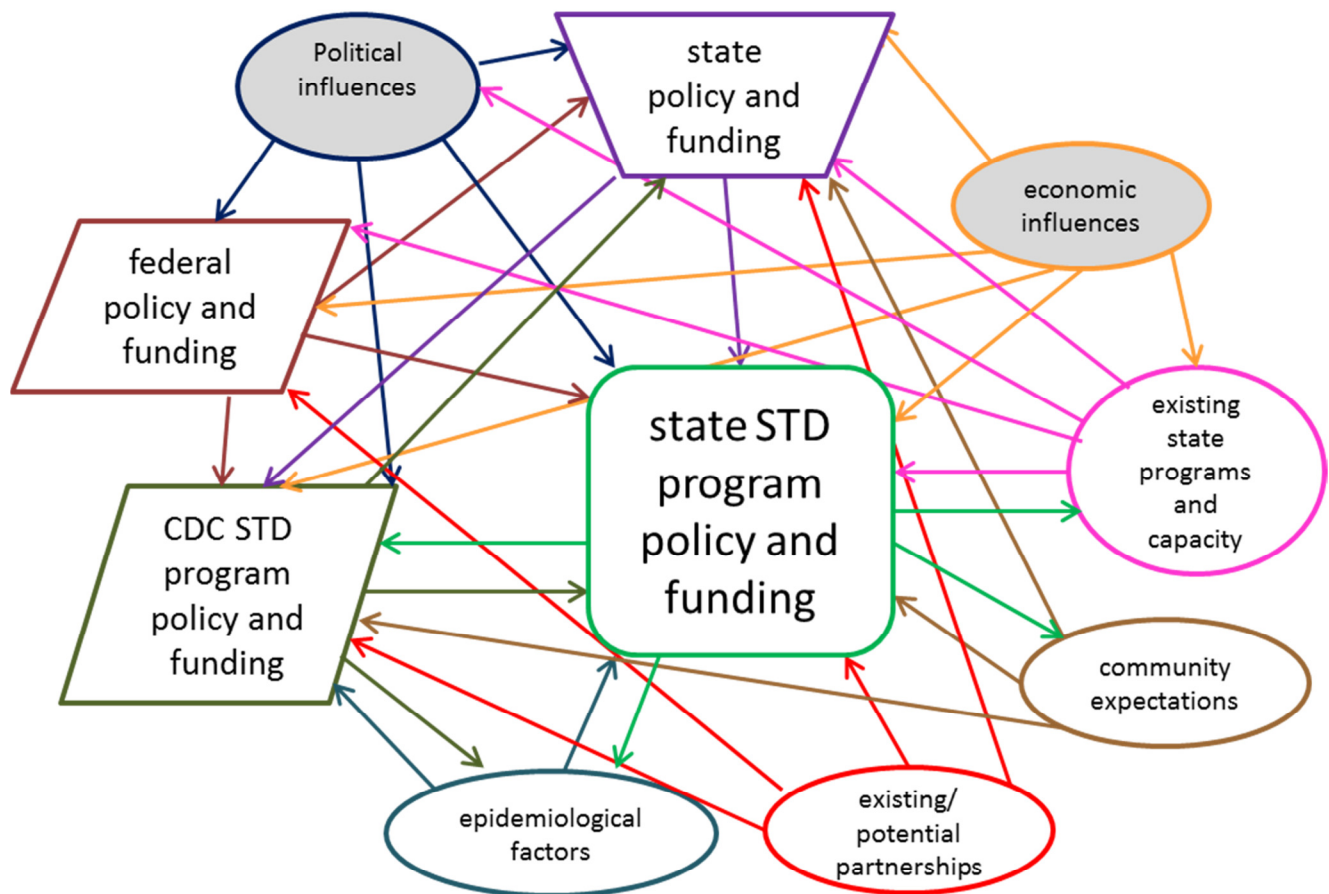 Political
influences
state
policy and
funding
economic
influences
federal
policy and
funding
state STD
program
policy and
funding
existing
state
programs
and
capacity
CDC STD
program
policy and
funding
community
expectations
epidemiological
factors
existing/
potential
partnerships